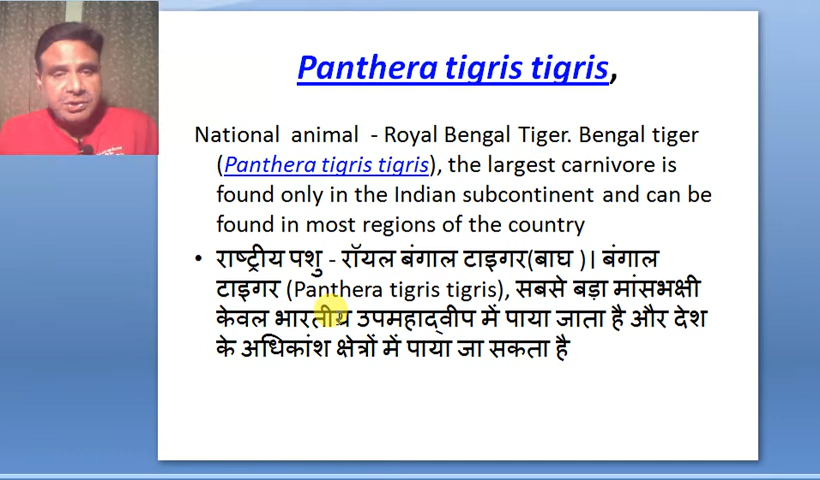 Panthera tigris tigris,
National animal - Royal Bengal Tiger. Bengal tiger
(Panthera tigris tigris), the largest carnivore is
found only in the Indian subcontinent and can be
found in most regions of the country
• राष्ट्रीय पशु - रॉयल बंगाल टाइगर(बाघ )। बंगाल
टाइगर (Panthera tigris tigris), सबसे बड़ा मांसभक्षी
केवल भारतीय उपमहाद्वीप में पाया जाता है और देश
के अधिकांश क्षेत्रों में पाया जा सकता है